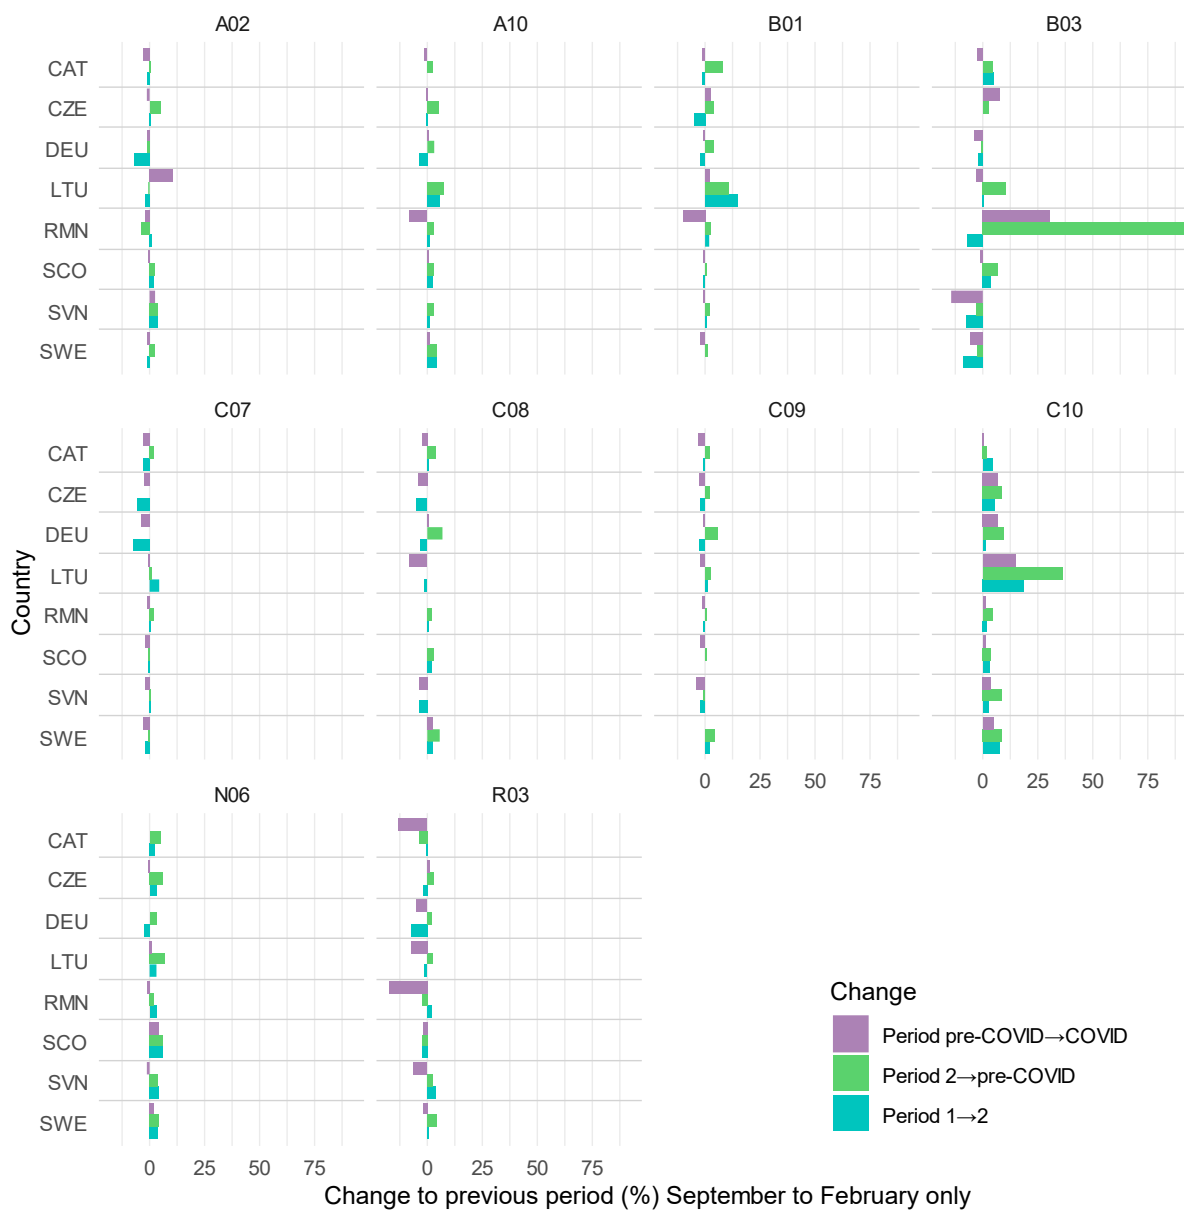 A02 A10 B01 B03
CAT
CZE
DEU
LTU
RMN
SCO
SVN
SWE
C07 C08 C09 C10
CAT
CZE
DEU
LTU
RMN
SCO
SVN
SWE
0 25 50 75 0 25 50 75
Country
N06 R03
CAT
CZE
DEU
LTU
RMN
SCO
SVN
SWE
0 25 50 75 0 25 50 75
Change to previous period (%) September to February only
Change
Period pre-COVID→COVID
Period 2→pre-COVID
Period 1→2